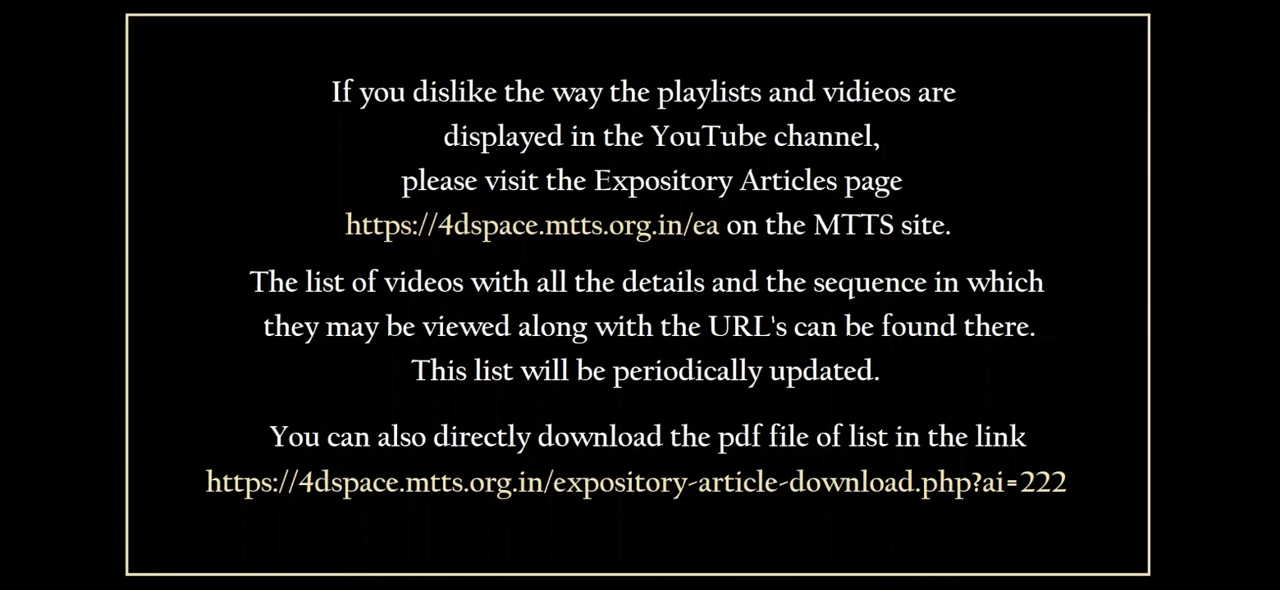 If you dislike the way the playlists and vidieos are
displayed in the YouTube channel,
please visit the Expository Articles page
https://4dspace.mtts.org.in/ea on the MTTS site.
The list of videos with all the details and the sequence in which
they may be viewed along with the URL's can be found there.
This list will be periodically updated.
You can also directly download the pdf file of list in the link
https://4dspace.mtts.org.in/expository-article-download.php?ai=222